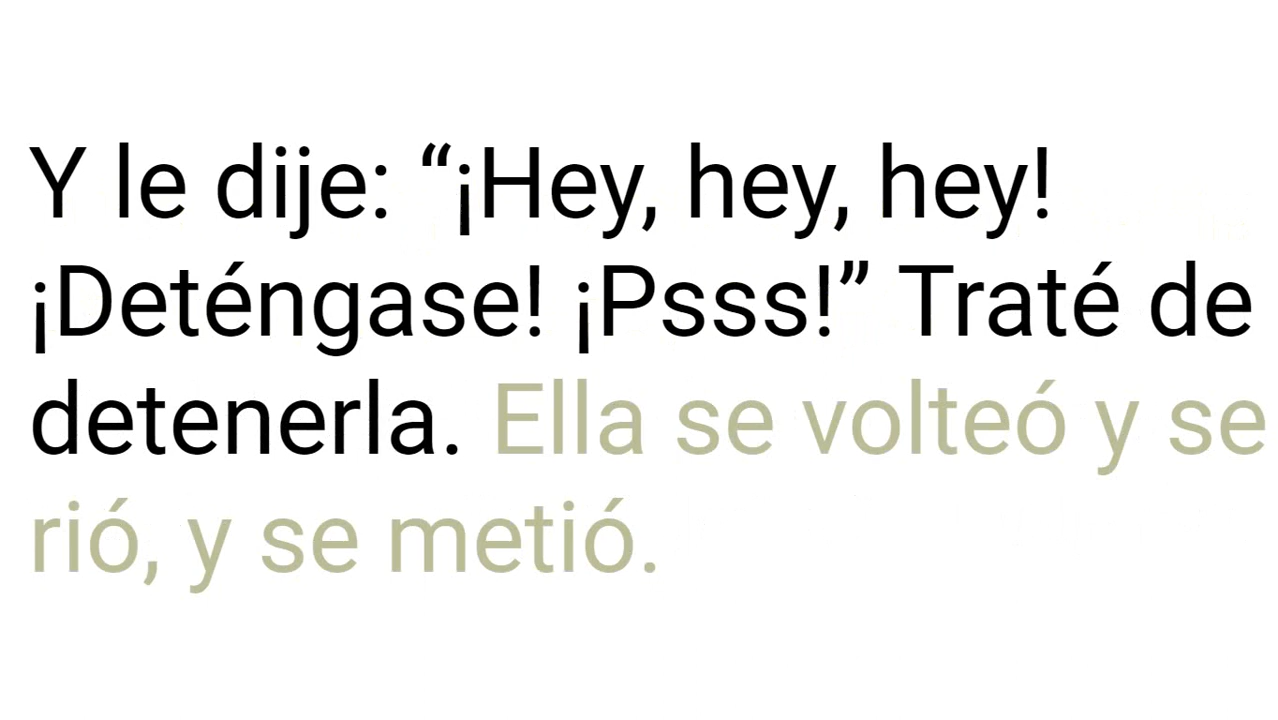 Y le dije: “¡Hey, hey, hey!
¡Deténgase! ¡Psss!” Traté de
detenerla. Ella se volteó y se
rió, y se metió.